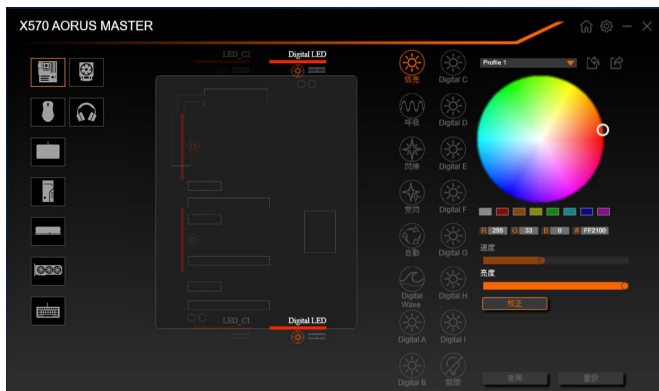 X570 AORUS MASTER
LED_C2
Digital LED
恆亮
Digital C
Profile 1
呼吸
Digital D
閃爍
Digital E
雙閃
Digital F
R 255 G 33 B 0 # FF2100
自動
Digital G
速度
亮度
Digital Wave
Digital H
校正
LED_C1
Digital LED
Digital A
Digital I
Digital B
關閉
套用
重設